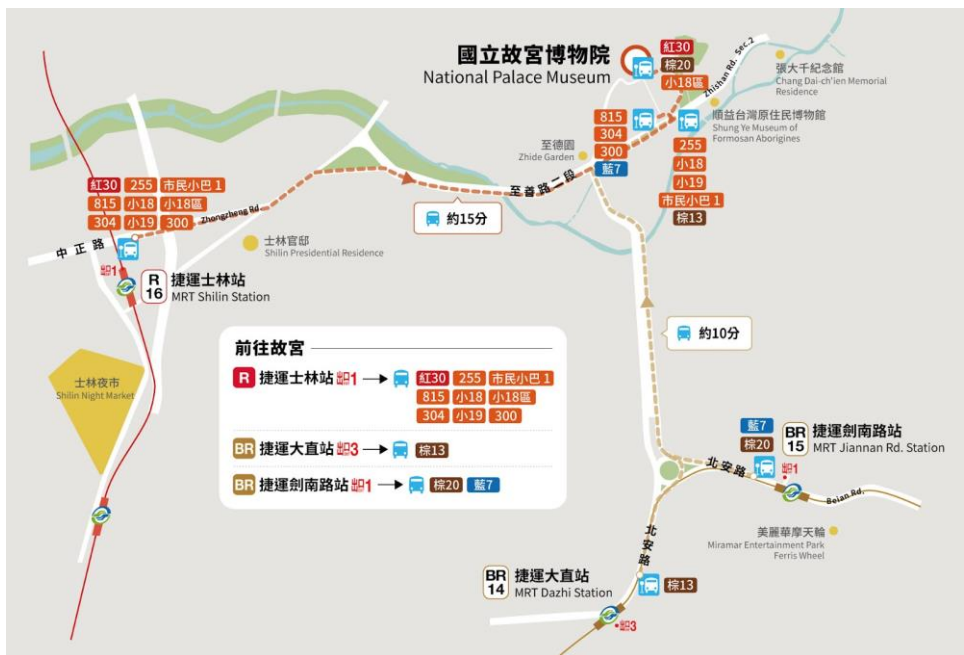 國立故宮博物院
National Palace Museum
紅30
棕20
小18區
Zhishan Rd. Sec.2
張大千紀念館
Chang Dai-ch'ien Memorial
Residence
順益台灣原住民博物館
Shung Ye Museum of
Formosan Aborigines
815
304
300
藍7
至德園
Zhide Garden
255
小18
小19
市民小巴 1
棕13
至善路二段
約15分
紅30 255 市民小巴 1
815 小18 小18區
304 小19 300
Zhongzheng Rd
中正路
士林官邸
Shilin Presidential Residence
出口1
R
16
捷運士林站
MRT Shilin Station
約10分
士林夜市
Shilin Night Market
前往故宮
R 捷運士林站 出口1 紅30 255 市民小巴 1
815 小18 小18區
304 小19 300
BR 捷運大直站 出口3 棕13
BR 捷運劍南路站 出口1 棕20 藍7
藍7
棕20
BR
15
捷運劍南路站
MRT Jiannan Rd. Station
出口1
北安路
Beian Rd.
美麗華摩天輪
Miramar Entertainment Park
Ferris Wheel
北安路
BR
14
捷運大直站
MRT Dazhi Station
棕13
出口3